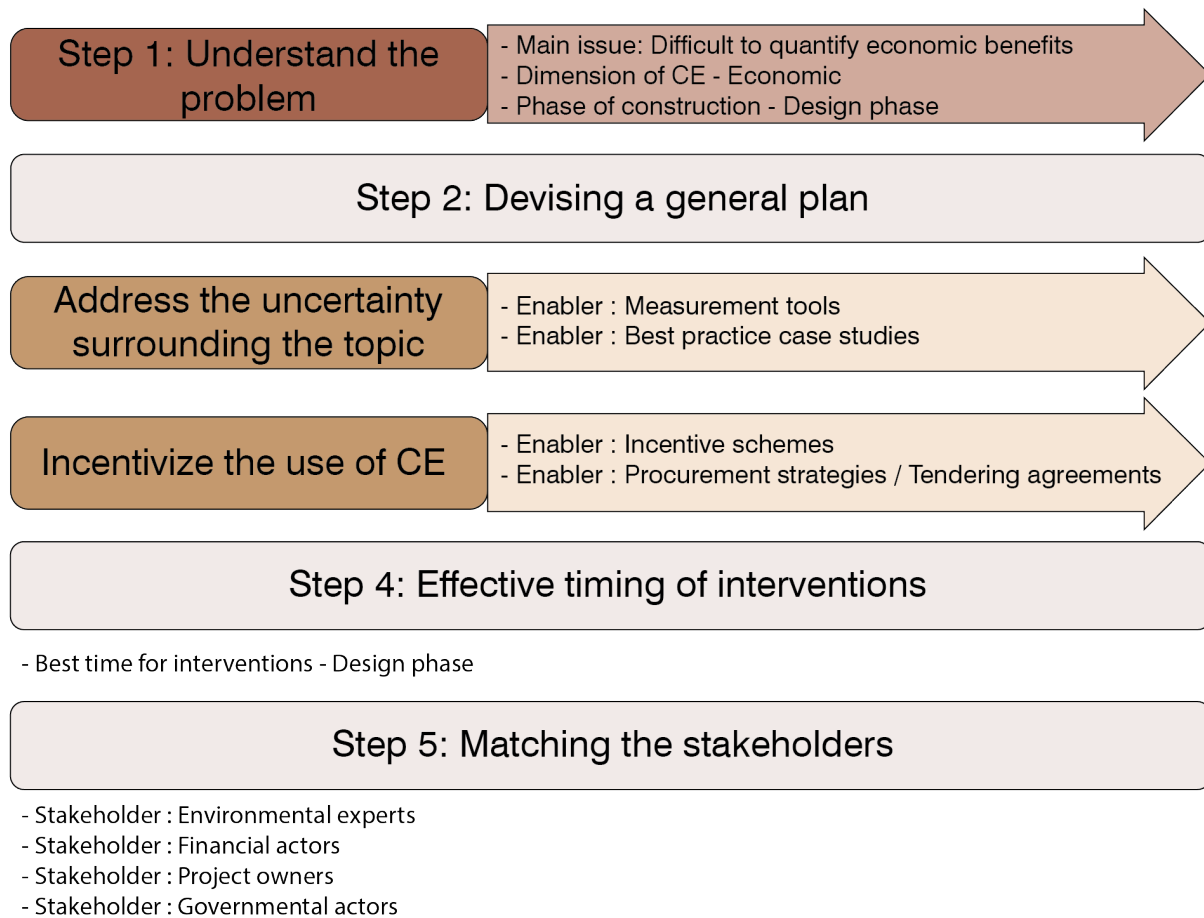 Step 1: Understand the
problem
- Main issue: Difficult to quantify economic benefits
- Dimension of CE - Economic
- Phase of construction - Design phase
Step 2: Devising a general plan
Address the uncertainty
surrounding the topic
- Enabler : Measurement tools
- Enabler : Best practice case studies
Incentivize the use of CE
- Enabler : Incentive schemes
- Enabler : Procurement strategies / Tendering agreements
Step 4: Effective timing of interventions
- Best time for interventions - Design phase
Step 5: Matching the stakeholders
- Stakeholder : Environmental experts
- Stakeholder : Financial actors
- Stakeholder : Project owners
- Stakeholder : Governmental actors